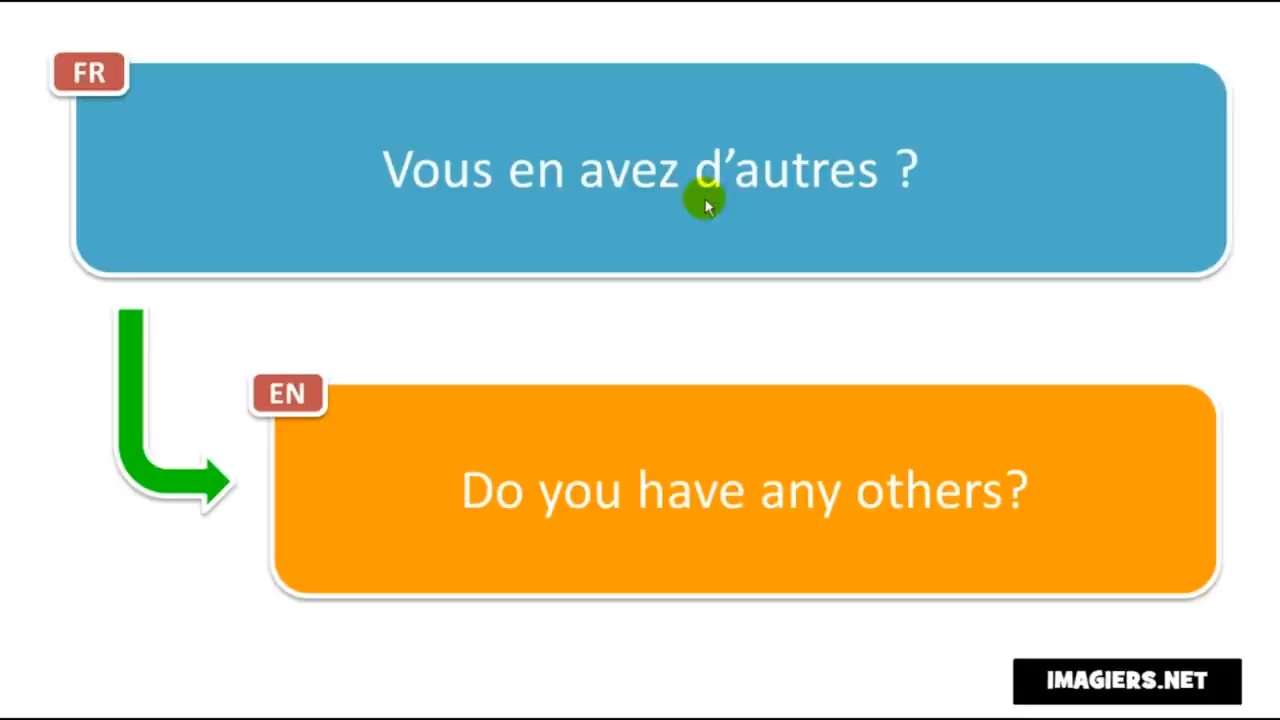 FR
Vous en avez d’autres ?
EN
Do you have any others?
IMAGIERS.NET